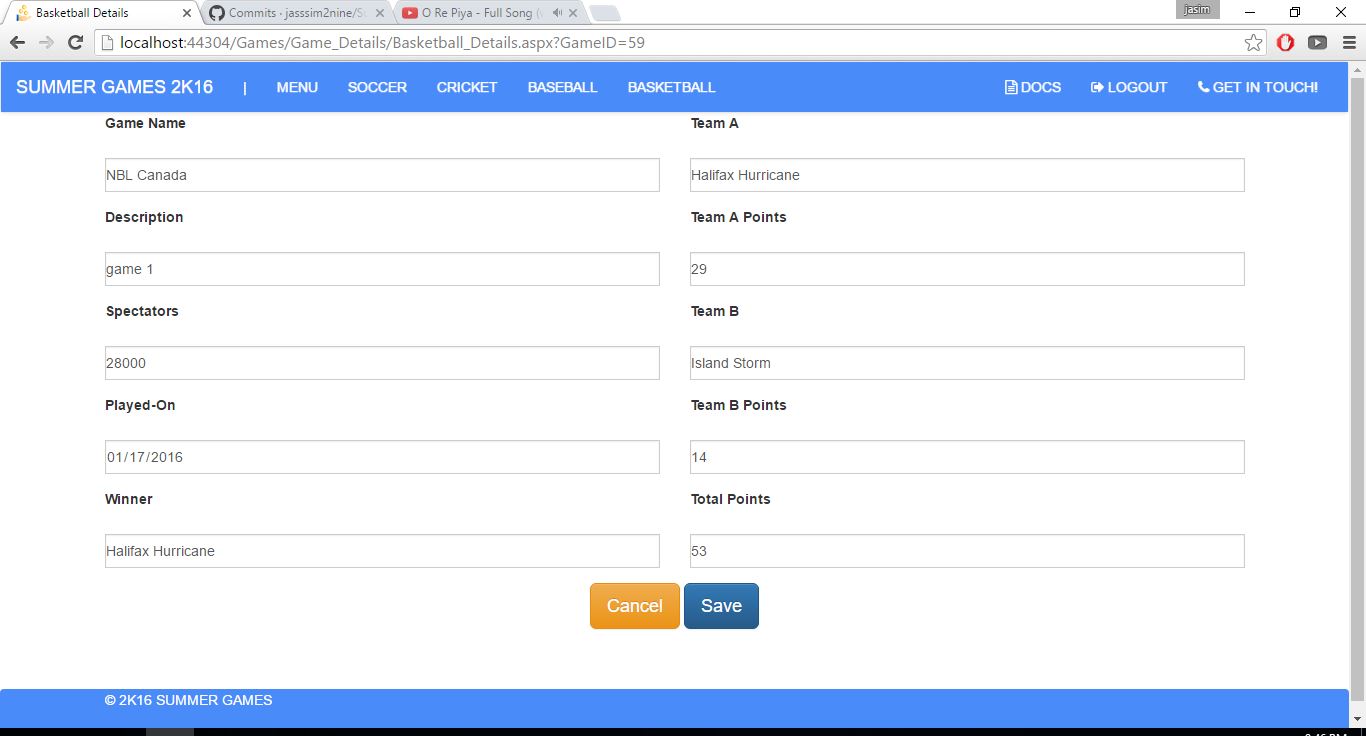 Basketball Details
Commits · jasssim2nine/Su
O Re Piya - Full Song (
jasim
localhost:44304/Games/Game_Details/Basketball_Details.aspx?GameID=59
SUMMER GAMES 2K16 | MENU SOCCER CRICKET BASEBALL BASKETBALL DOCS LOGOUT GET IN TOUCH!
Game Name
NBL Canada
Description
game 1
Spectators
28000
Played-On
01/17/2016
Winner
Halifax Hurricane
Team A
Halifax Hurricane
Team A Points
29
Team B
Island Storm
Team B Points
14
Total Points
53
Cancel Save
© 2K16 SUMMER GAMES